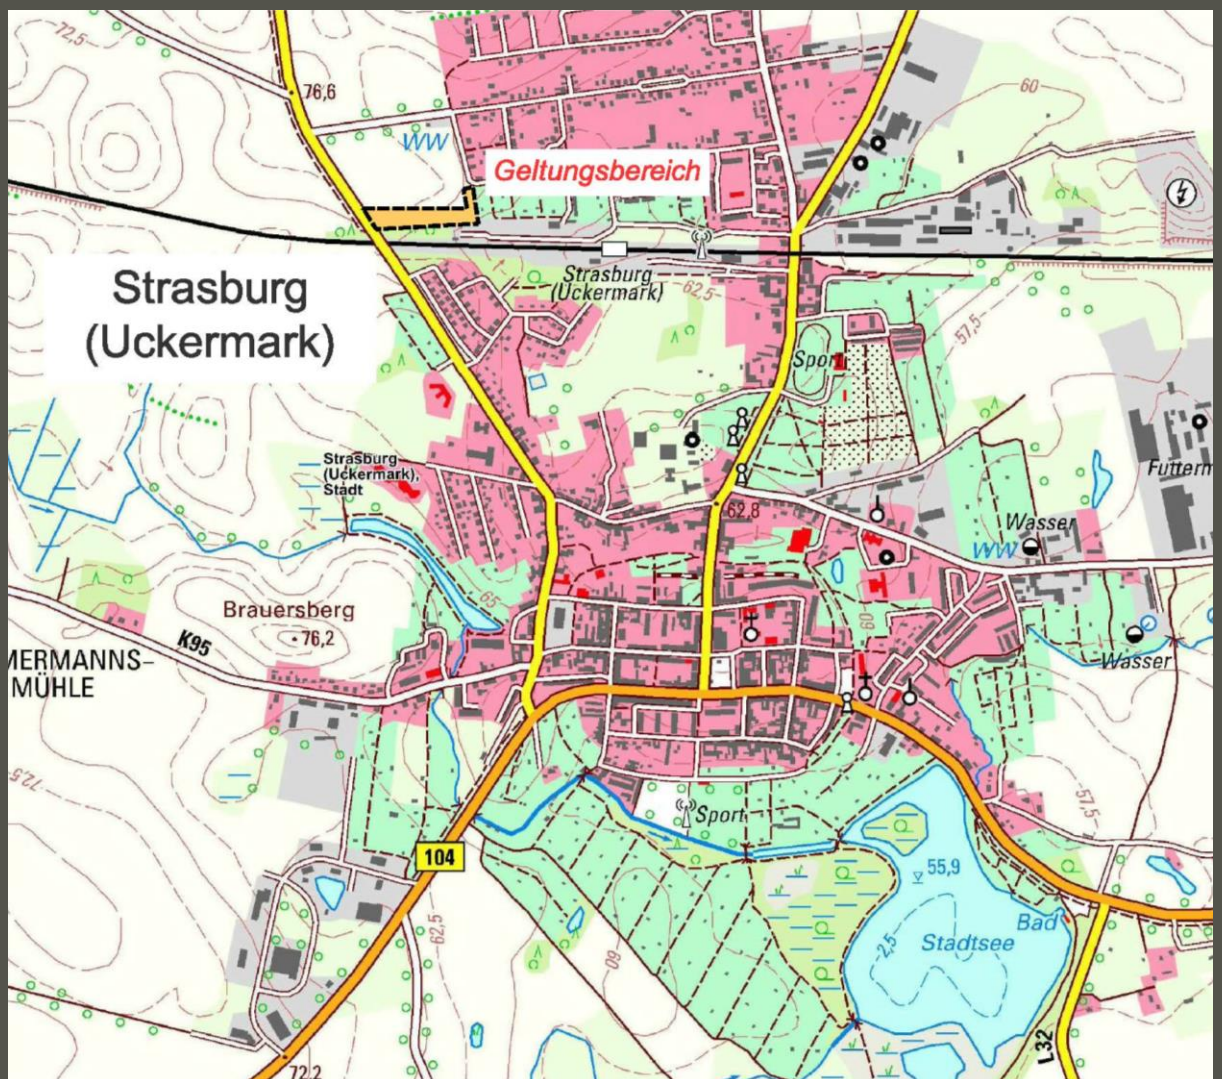 72,5
76,6
60
WW
Geltungsbereich
Strasburg
(Uckermark)
Strasburg
(Uckermark)
62,5
57,5
Sport
Strasburg
(Uckermark),
Stadt
Futterm
62,8
Wasser
WW
65
Brauersberg
76,2
60
K95
MERMANNS-
MÜHLE
Wasser
72,5
57,5
Sport
104
55,9
62,5
Bad
2,5
Stadtsee
60
L32
72,2